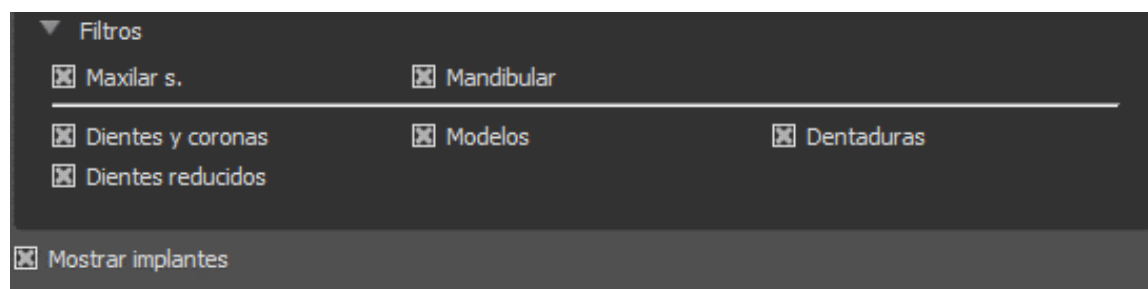 Filtros
Maxilar s. Mandibular
Dientes y coronas Modelos Dentaduras
Dientes reducidos
Mostrar implantes